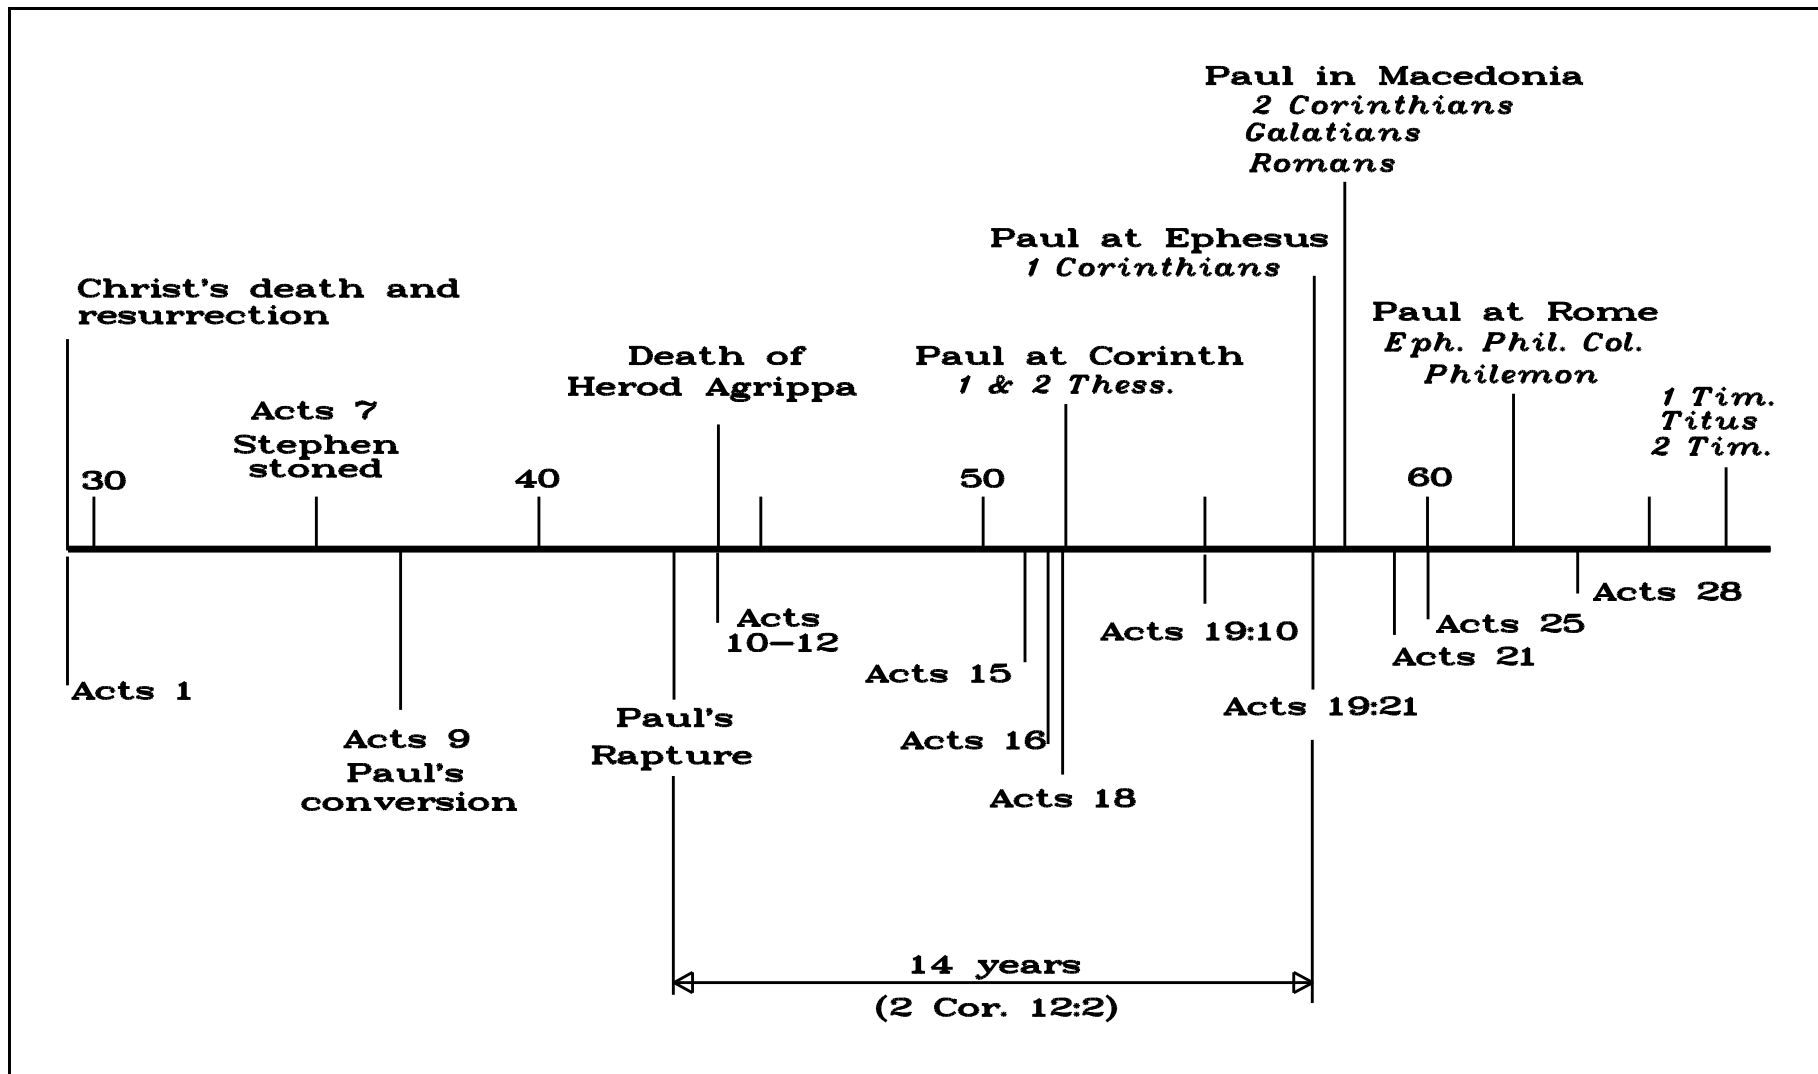 Paul in Macedonia
2 Corinthians
Galatians
Romans
Paul at Ephesus
1 Corinthians
Christ's death and
resurrection
Paul at Rome
Eph. Phil. Col.
Philemon
Death of
Herod Agrippa
Paul at Corinth
1 & 2 Thess.
1 Tim.
Titus
2 Tim.
Acts 7
Stephen
stoned
30
40
50
60
Acts 28
Acts
10-12
Acts 19:10
Acts 25
Acts 21
Acts 15
Acts 1
Acts 19:21
Paul's
Rapture
Acts 9
Paul's
conversion
Acts 16
Acts 18
14 years
(2 Cor. 12:2)